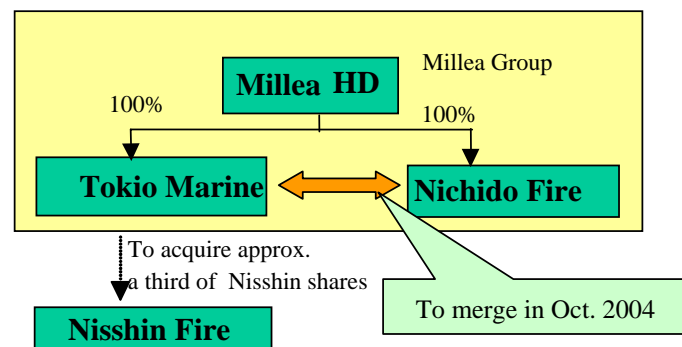 Millea HD
Millea Group
100%
100%
Tokio Marine
Nichido Fire
To acquire approx.
a third of Nisshin shares
To merge in Oct. 2004
Nisshin Fire